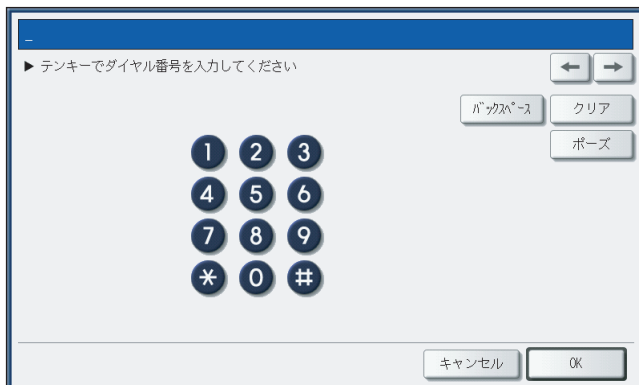 _
▶ テンキーでダイヤル番号を入力してください
← →
バックスペース クリア
ポーズ
1 2 3
4 5 6
7 8 9
* 0 #
キャンセル OK